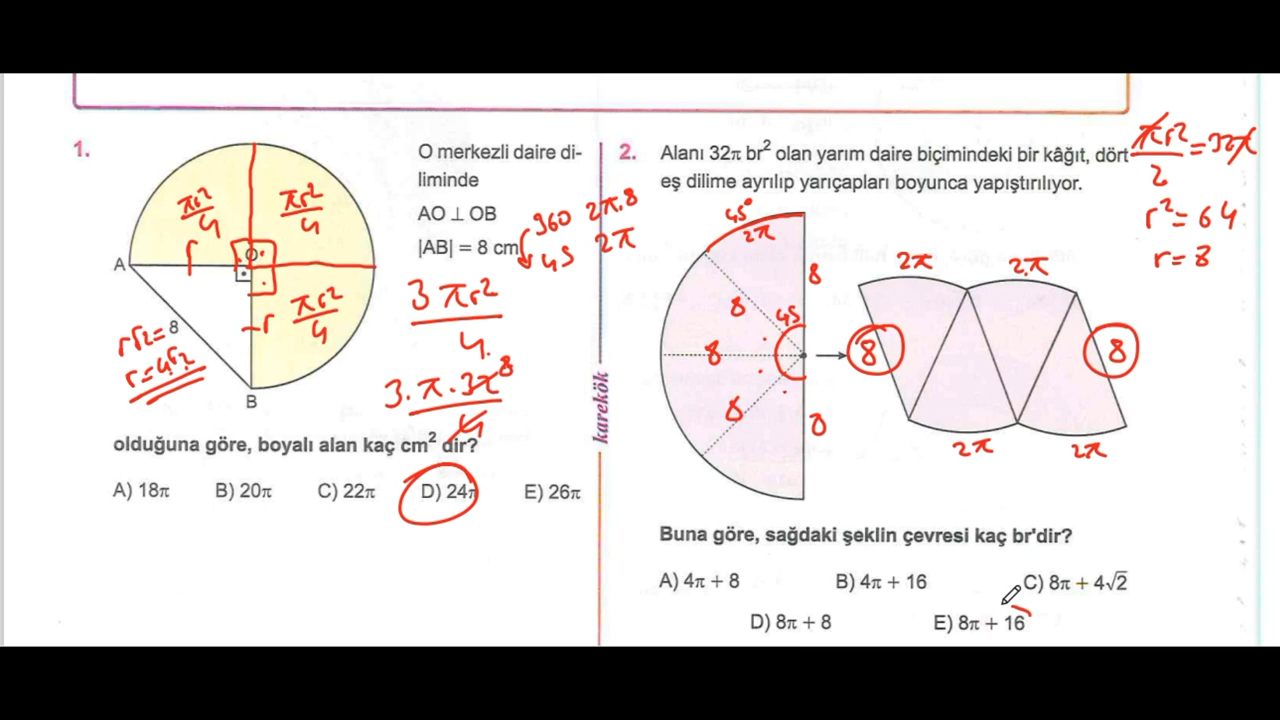 1.
O merkezli daire di-
liminde
AO ⊥ OB
|AB| = 8 cm
πr²/4
πr²/4
πr²/4
O
A
B
r
r
8
r√2=
r=4√2
3πr²/4
3.π.32⁸/4
olduğuna göre, boyalı alan kaç cm² dir?
A) 18π B) 20π C) 22π D) 24π E) 26π
karekök
2. Alanı 32π br² olan yarım daire biçimindeki bir kâğıt, dört
eş dilime ayrılıp yarıçapları boyunca yapıştırılıyor.
πr²/2=32π
r²=64
r=8
360 2π.8
45 2π
45°
2π
45
8
8
8
8
8
2π 2π
8 8
2π 2π
Buna göre, sağdaki şeklin çevresi kaç br'dir?
A) 4π + 8 B) 4π + 16 C) 8π + 4√2
D) 8π + 8 E) 8π + 16